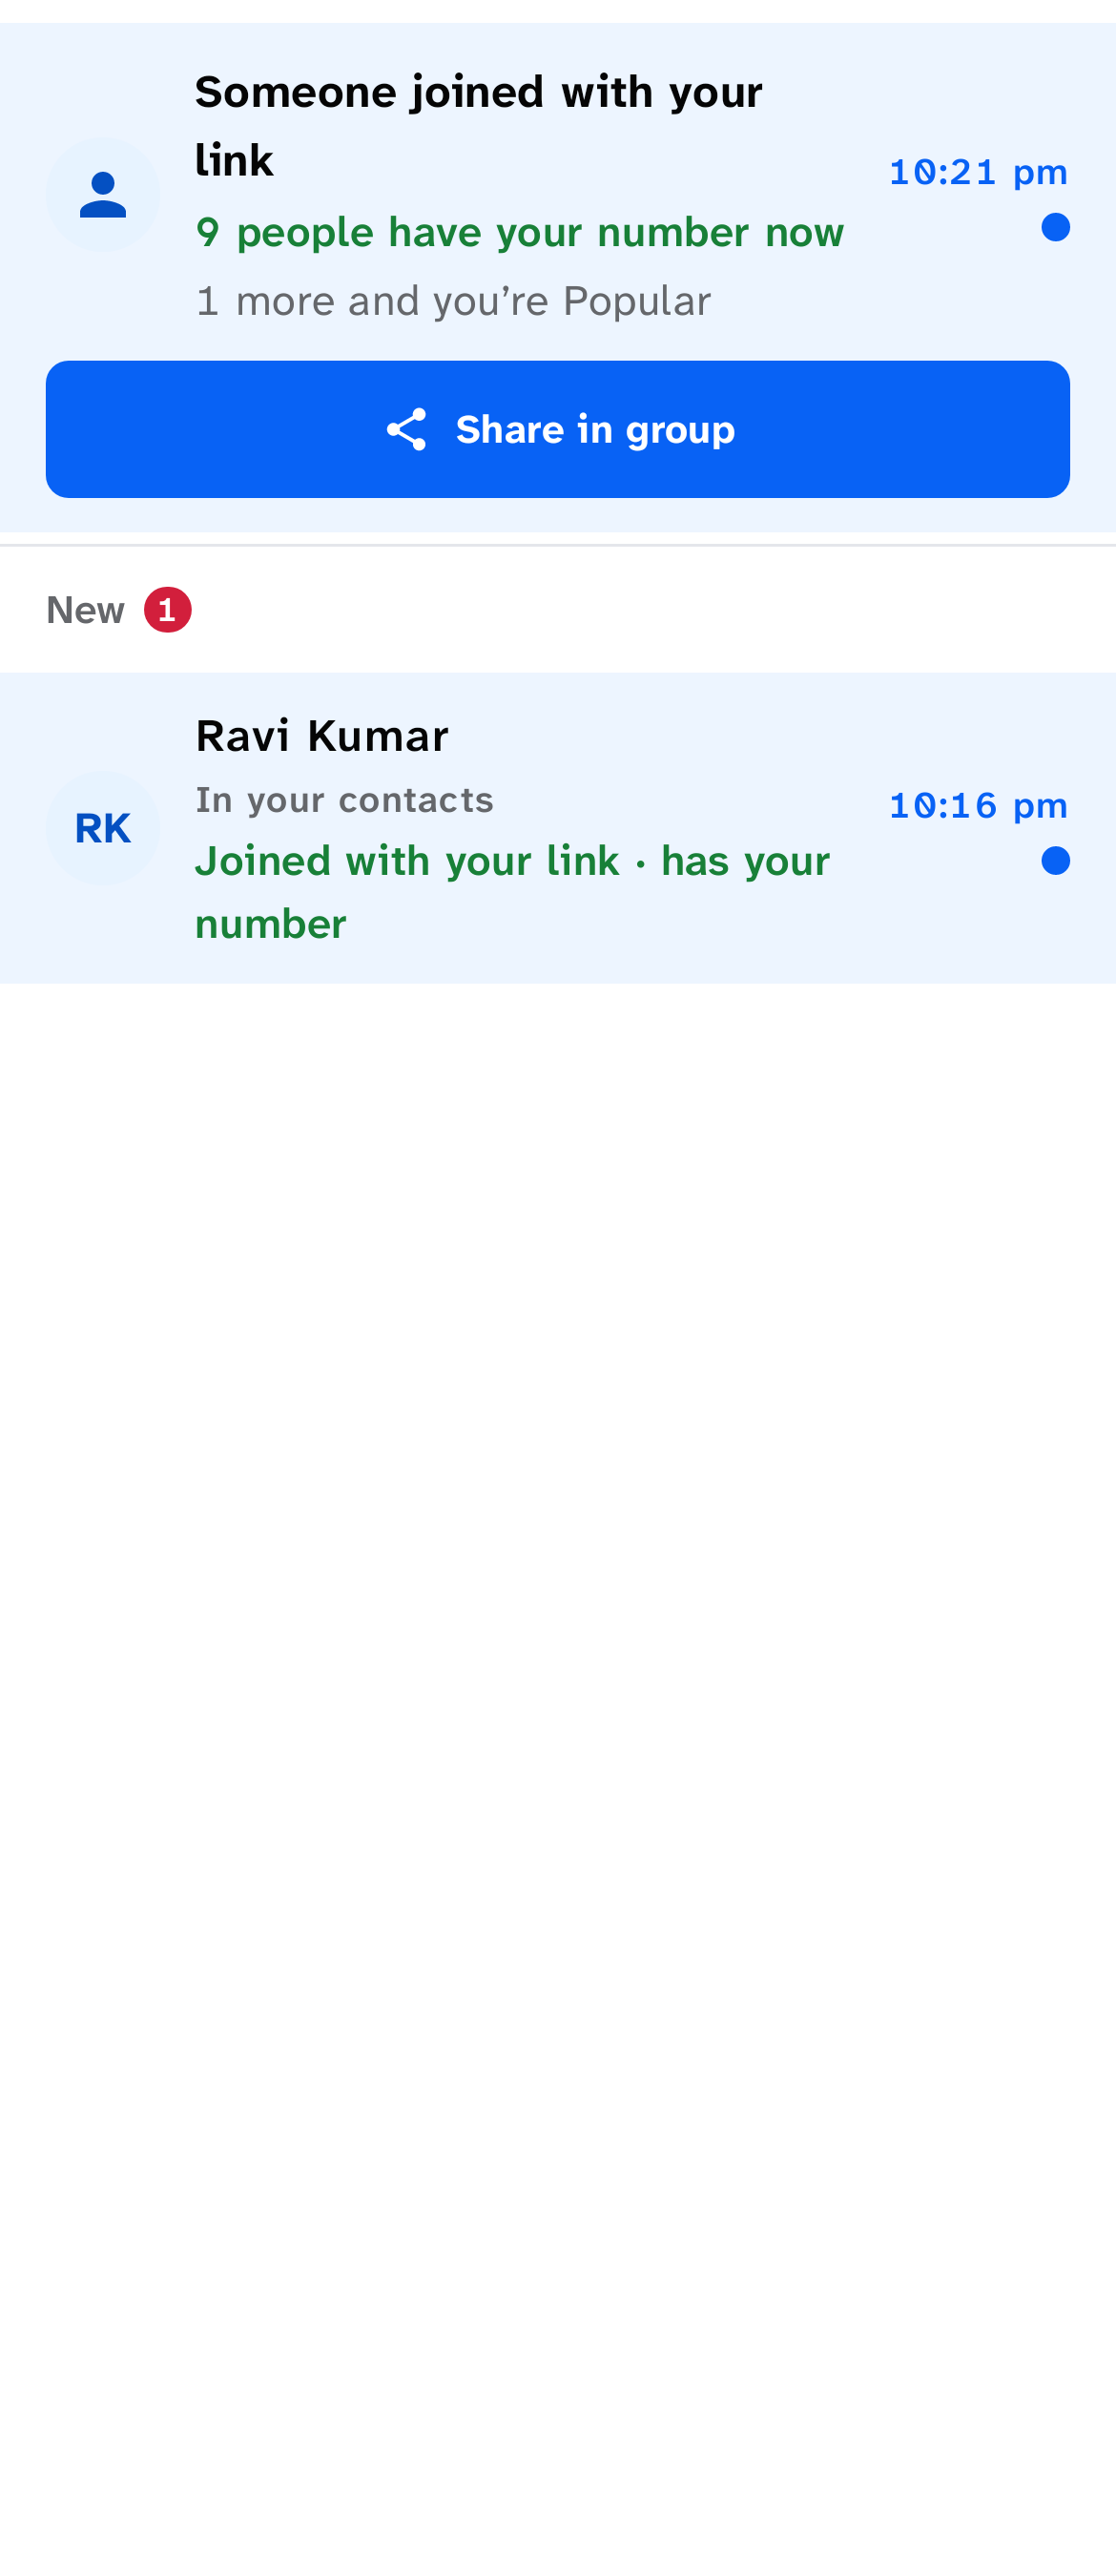 Someone joined with your
link
10:21 pm
9 people have your number now
1 more and you’re Popular
Share in group
New 1
Ravi Kumar
In your contacts
10:16 pm
RK
Joined with your link · has your
number